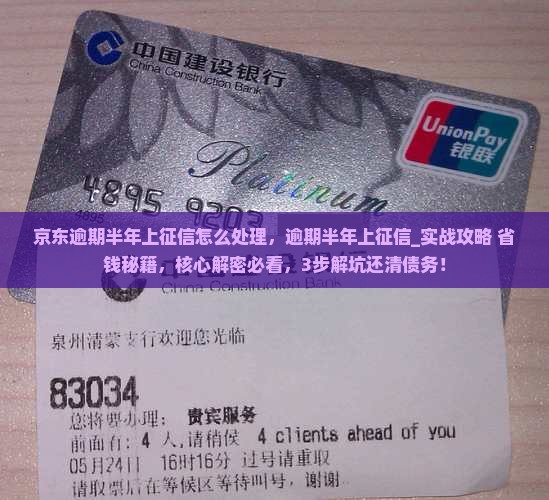 中国建设银行
China Construction Bank
UnionPay
银联
Platinum
4895 9203
京东逾期半年上征信怎么处理，逾期半年上征信_实战攻略 省
钱秘籍，核心解密必看，3步解坑还清债务！
泉州清蒙支行欢迎您光临
83034
您将要办理： 贵宾服务
前面有: 4 人,请稍候 4 clients ahead of you
05月24日 16时16分 过号请重取
请取票后在等候区等待叫号，谢谢.